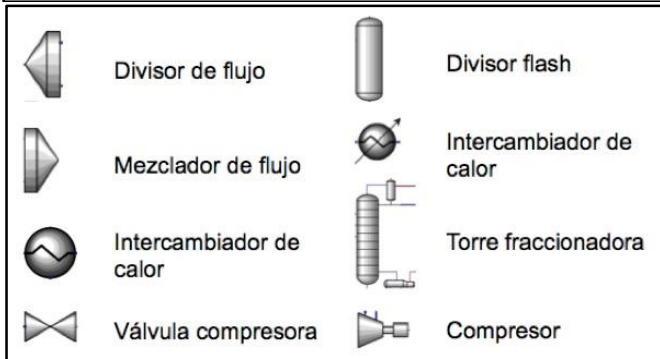 Divisor de flujo
Divisor flash
Mezclador de flujo
Intercambiador de
calor
Intercambiador de
calor
Torre fraccionadora
Válvula compresora
Compresor